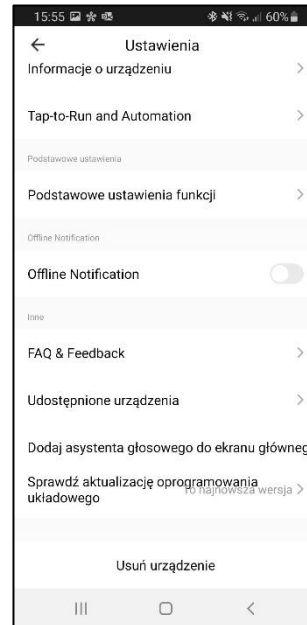 15:55 60%
Ustawienia
Informacje o urządzeniu
Tap-to-Run and Automation
Podstawowe ustawienia
Podstawowe ustawienia funkcji
Offline Notification
Offline Notification
Inne
FAQ & Feedback
Udostępnione urządzenia
Dodaj asystenta głosowego do ekranu główneg
Sprawdź aktualizację oprogramowania
układowego
To najnowsza wersja
Usuń urządzenie